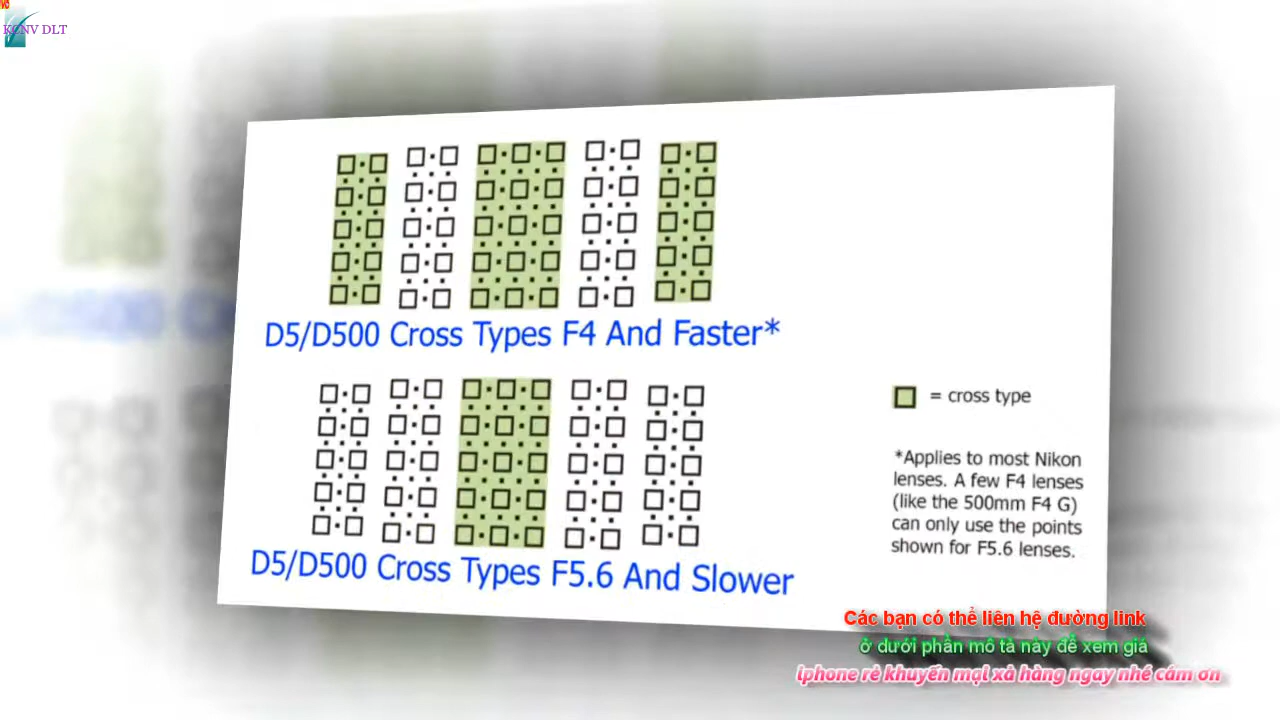 KCNV DLT
D5/D500 Cross Types F4 And Faster*
D5/D500 Cross Types F5.6 And Slower
= cross type
*Applies to most Nikon
lenses. A few F4 lenses
(like the 500mm F4 G)
can only use the points
shown for F5.6 lenses.
Các bạn có thể liên hệ đường link
ở dưới phần mô tả này để xem giá
iphone rẻ khuyến mại xả hàng ngay nhé cám ơn